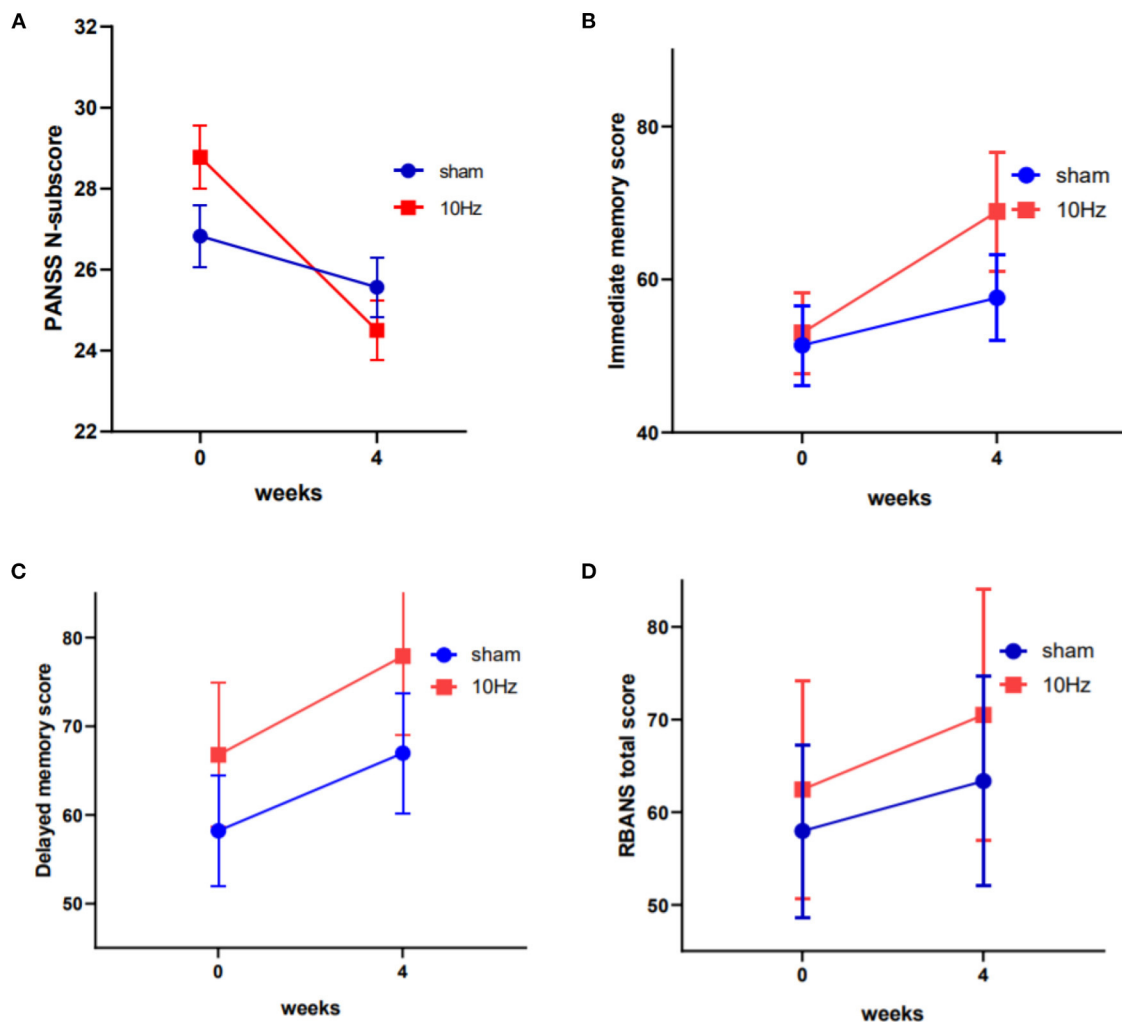 A
PANSS N-subscore
32
30
28
26
24
22
0 4
weeks
sham
10Hz
B
Immediate memory score
80
60
40
0 4
weeks
sham
10Hz
C
Delayed memory score
80
70
60
50
0 4
weeks
sham
10Hz
D
RBANS total score
80
70
60
50
0 4
weeks
sham
10Hz